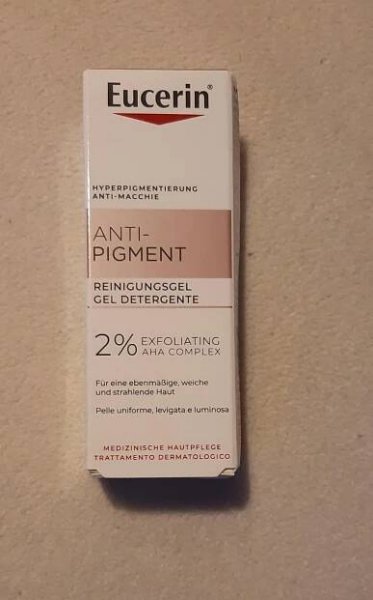 Eucerin®
HYPERPIGMENTIERUNG
ANTI-MACCHIE
ANTI-
PIGMENT
REINIGUNGSGEL
GEL DETERGENTE
2% EXFOLIATING
AHA COMPLEX
Für eine ebenmäßige, weiche
und strahlende Haut
Pelle uniforme, levigata e luminosa
MEDIZINISCHE HAUTPFLEGE
TRATTAMENTO DERMATOLOGICO